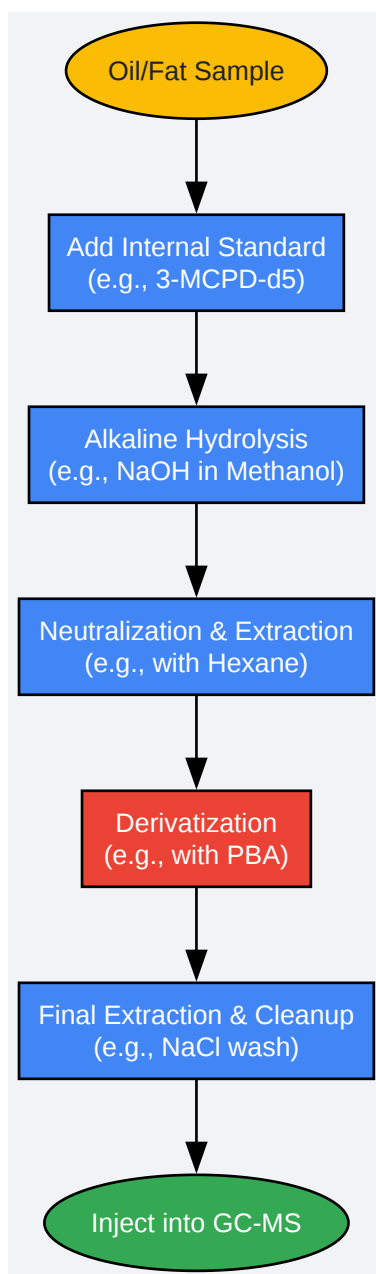 Oil/Fat Sample
Add Internal Standard
(e.g., 3-MCPD-d5)
Alkaline Hydrolysis
(e.g., NaOH in Methanol)
Neutralization & Extraction
(e.g., with Hexane)
Derivatization
(e.g., with PBA)
Final Extraction & Cleanup
(e.g., NaCl wash)
Inject into GC-MS